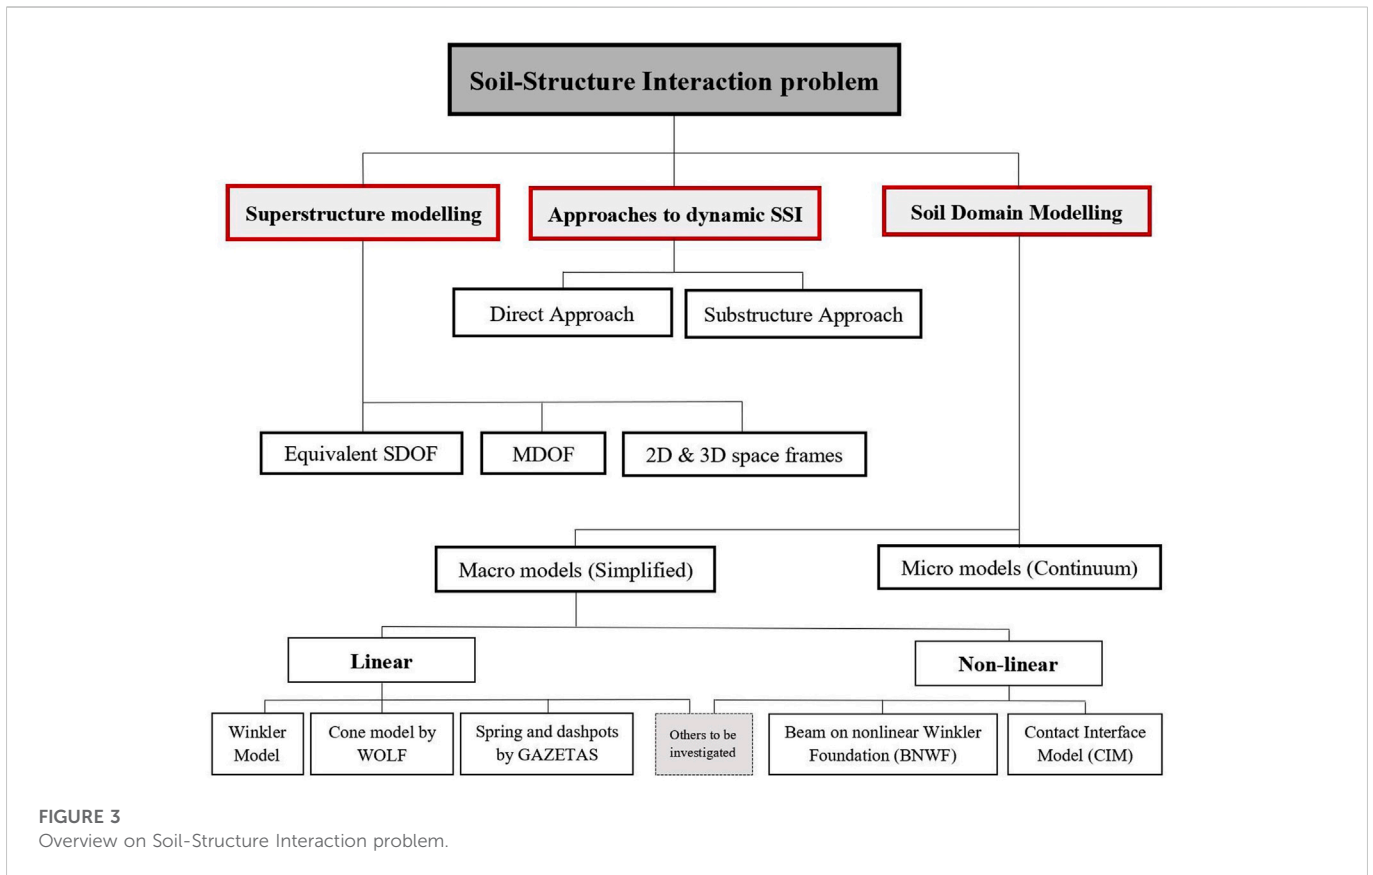 Soil-Structure Interaction problem
Superstructure modelling
Approaches to dynamic SSI
Soil Domain Modelling
Direct Approach
Substructure Approach
Equivalent SDOF
MDOF
2D & 3D space frames
Macro models (Simplified)
Micro models (Continuum)
Linear
Non-linear
Winkler
Model
Cone model by
WOLF
Spring and dashpots
by GAZETAS
Others to be
investigated
Beam on nonlinear Winkler
Foundation (BNWF)
Contact Interface
Model (CIM)
FIGURE 3
Overview on Soil-Structure Interaction problem.